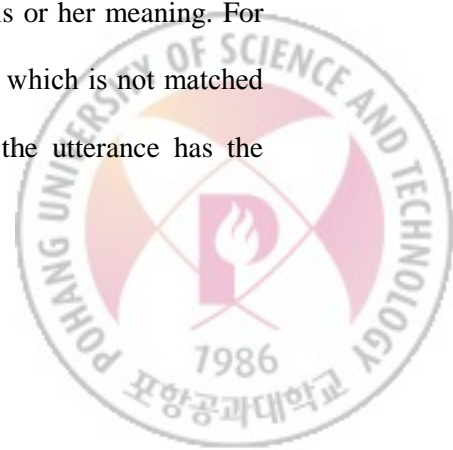 is or her meaning. For
which is not matched
the utterance has the
POHANG UNIVERSITY OF SCIENCE AND TECHNOLOGY
1986
포항공과대학교